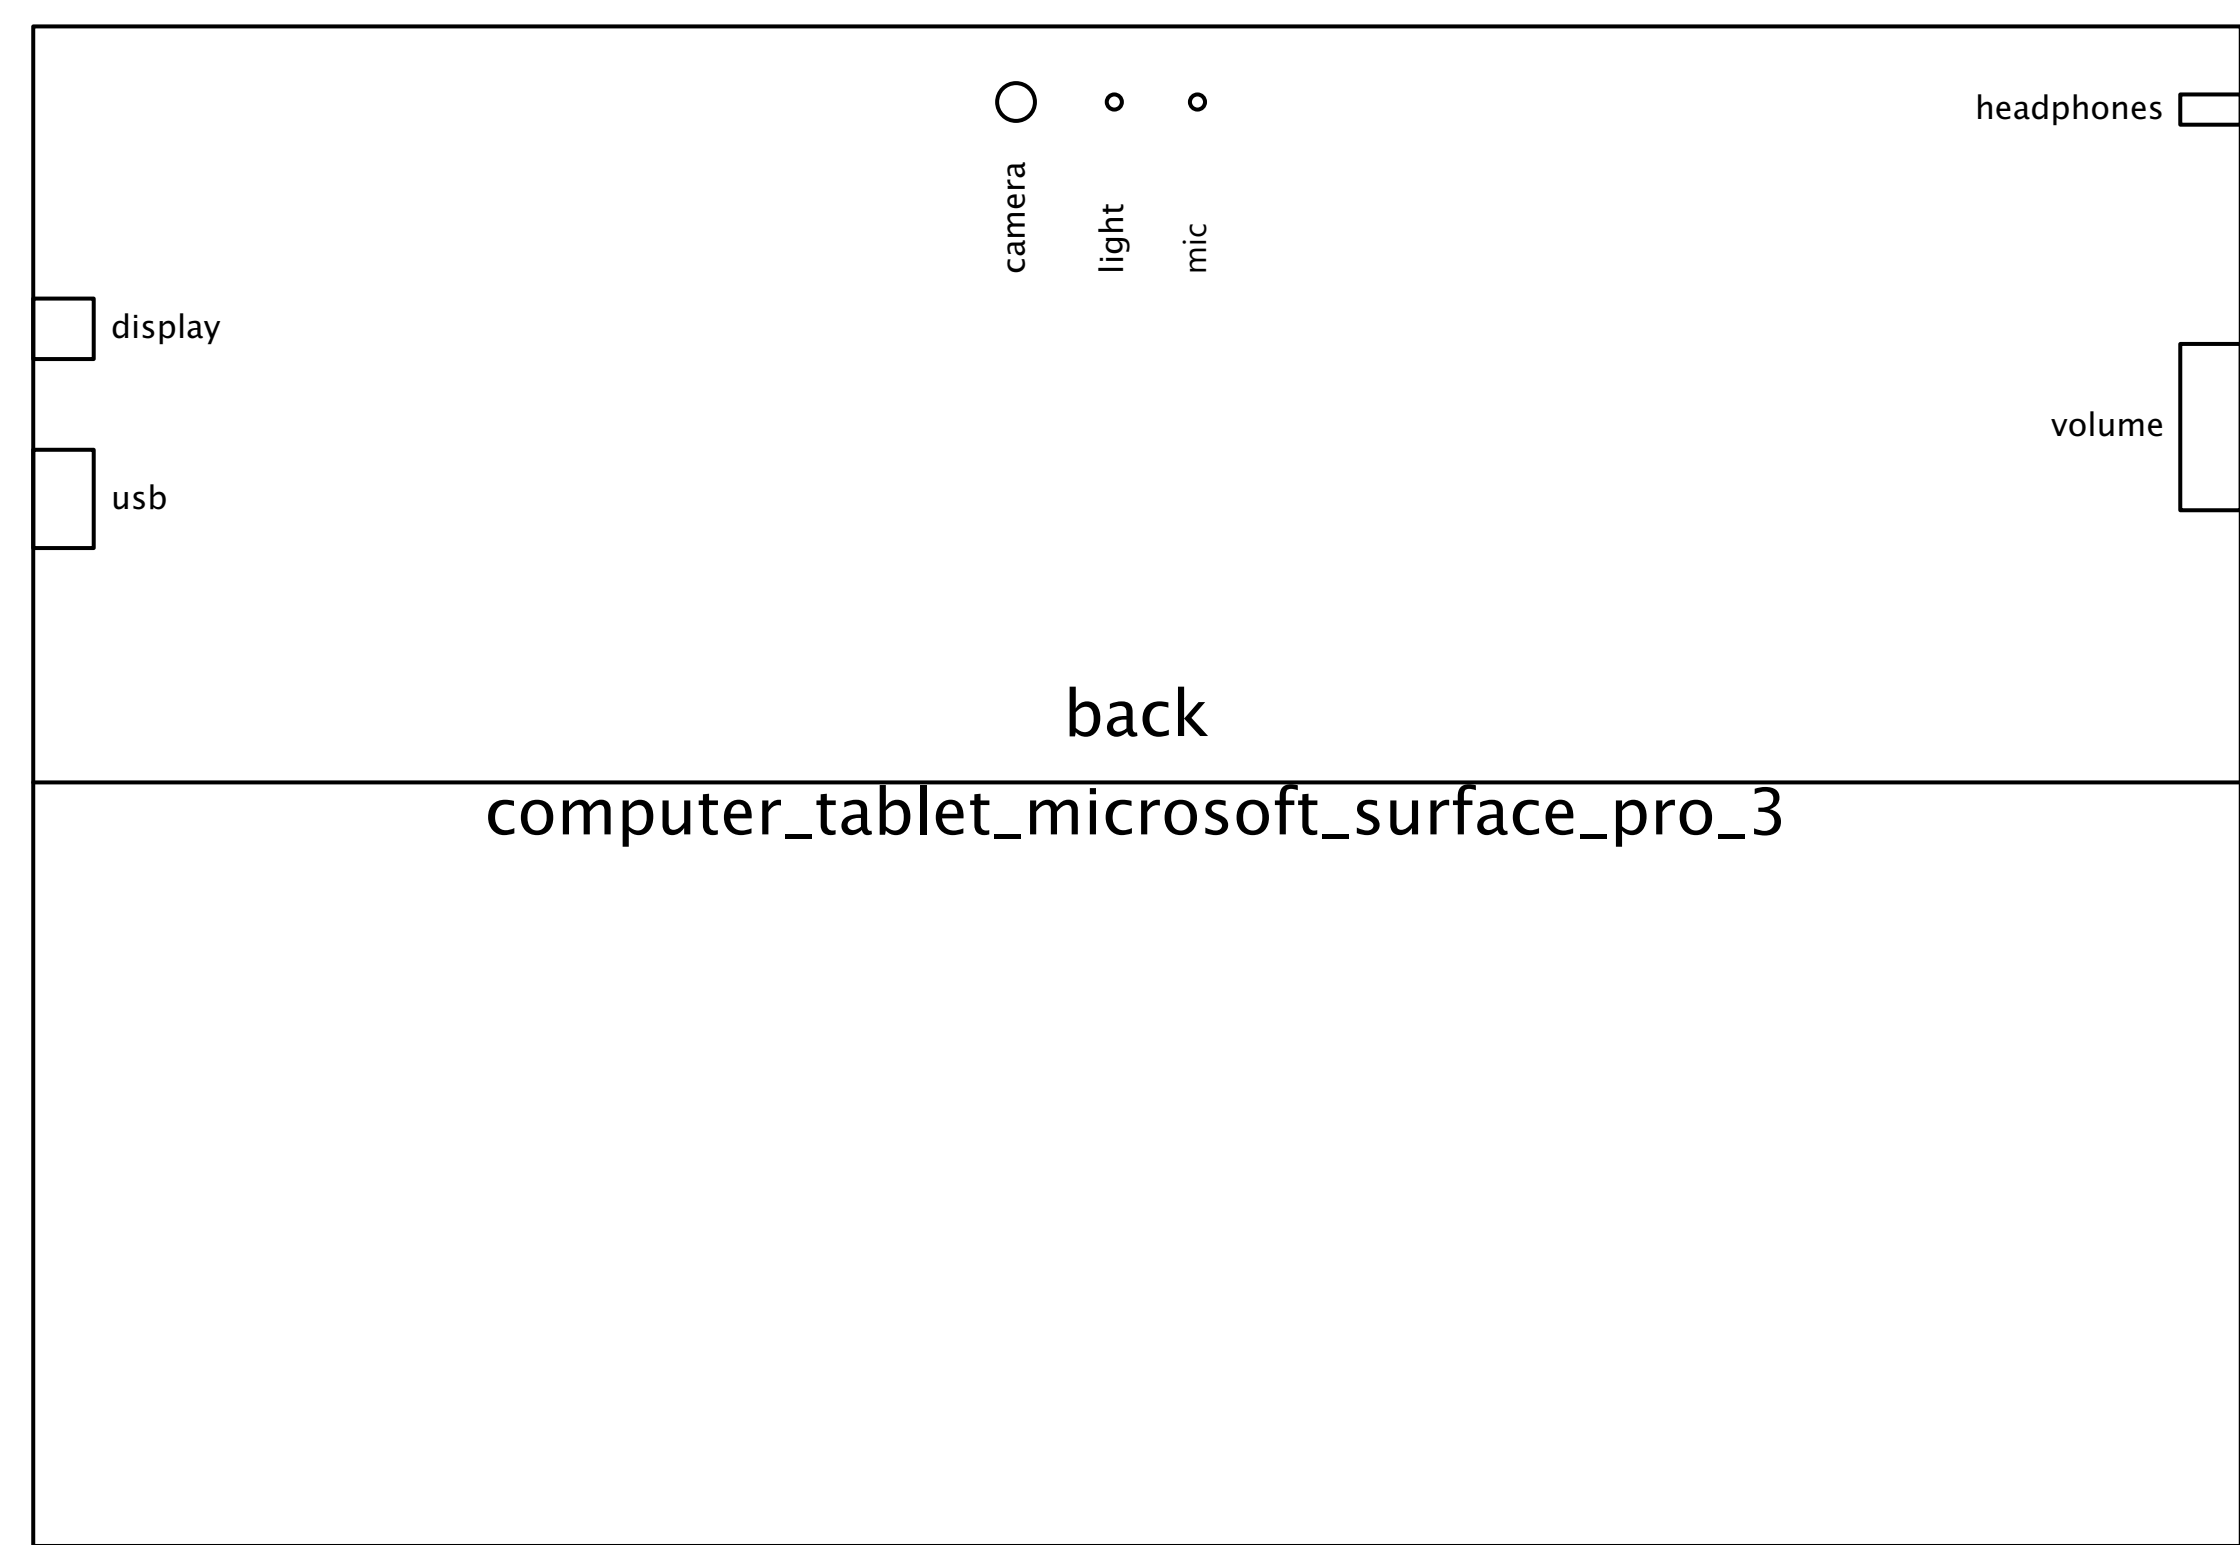 headphones
camera
light
mic
display
volume
usb
back
computer_tablet_microsoft_surface_pro_3